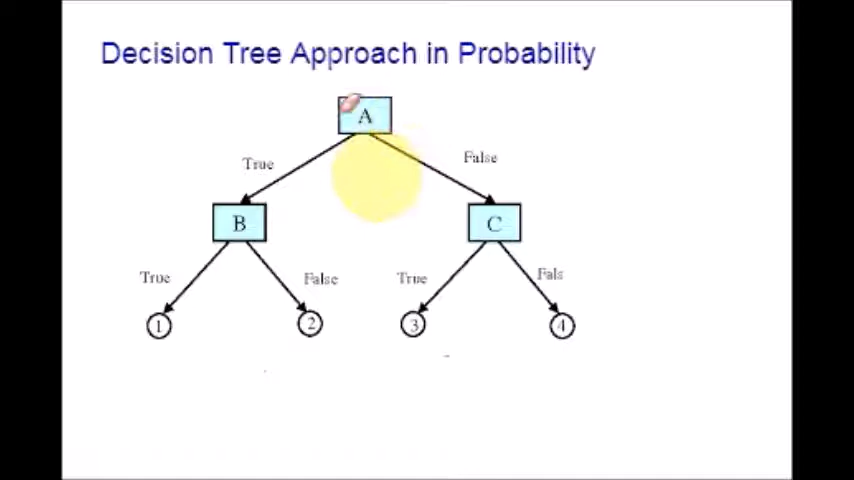 Decision Tree Approach in Probability
A
True
False
B
C
True
False
True
Fals
1
2
3
4